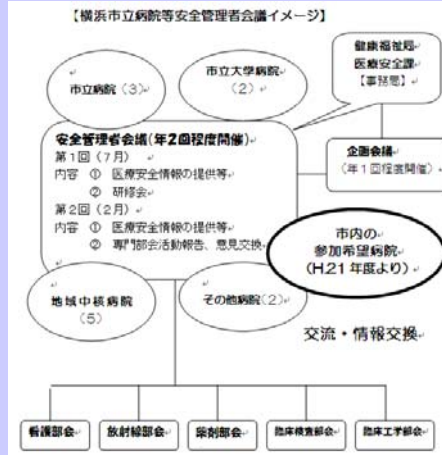 【横浜市立病院等安全管理者会議イメージ】
健康福祉局
医療安全課
【事務局】
市立病院（3）
市立大学病院
（2）
安全管理者会議（年2回程度開催）
第1回（7月）
内容 ① 医療安全情報の提供等
② 研修会
第2回（2月）
内容 ① 医療安全情報の提供等
② 専門部会活動報告、意見交換
企画会議
（年1回程度開催）
市内の
参加希望病院
（H.21年度より）
地域中核病院
（5）
その他病院（2）
交流・情報交換
看護部会
放射線部会
薬剤部会
臨床検査部会
臨床工学部会